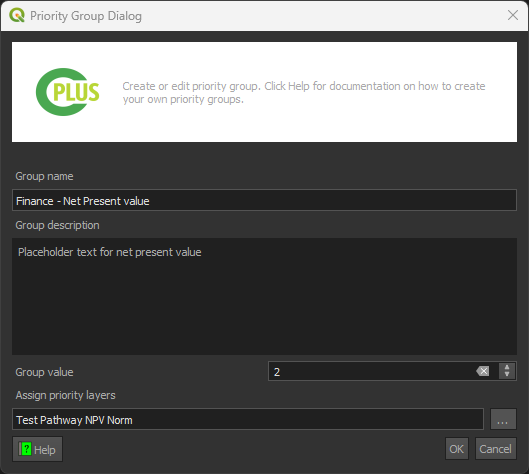 Priority Group Dialog
CPLUS
Create or edit priority group. Click Help for documentation on how to create
your own priority groups.
Group name
Finance - Net Present value
Group description
Placeholder text for net present value
Group value
2
Assign priority layers
Test Pathway NPV Norm
...
? Help
OK
Cancel